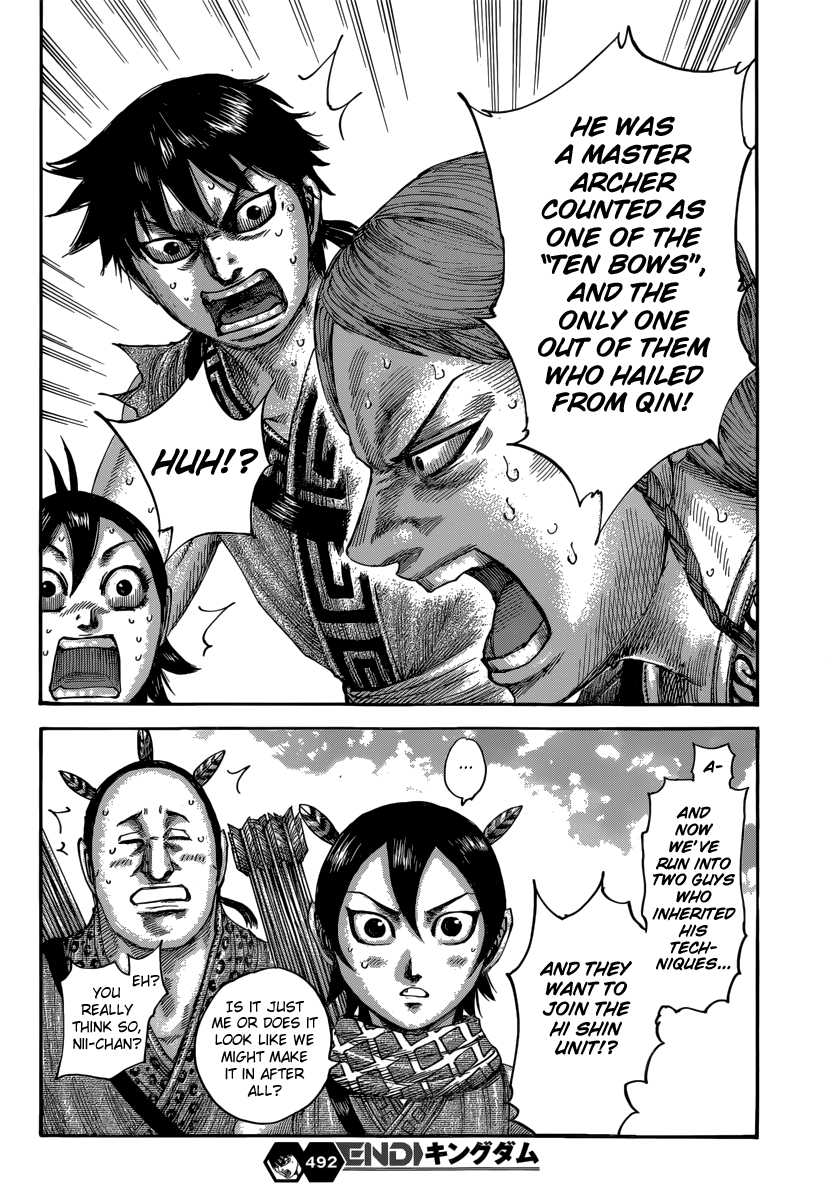 HE WAS
A MASTER
ARCHER
COUNTED AS
ONE OF THE
"TEN BOWS",
AND THE
ONLY ONE
OUT OF THEM
WHO HAILED
FROM QIN!
HUH!?
A-
AND
NOW
WE'VE
RUN INTO
TWO GUYS
WHO
INHERITED
HIS
TECH-
NIQUES...
AND THEY
WANT TO
JOIN THE
HI SHIN
UNIT!?
...
IS IT JUST
ME OR DOES IT
LOOK LIKE WE
MIGHT MAKE
IT IN AFTER
ALL?
EH?
YOU
REALLY
THINK SO,
NII-CHAN?
492 END キングダム